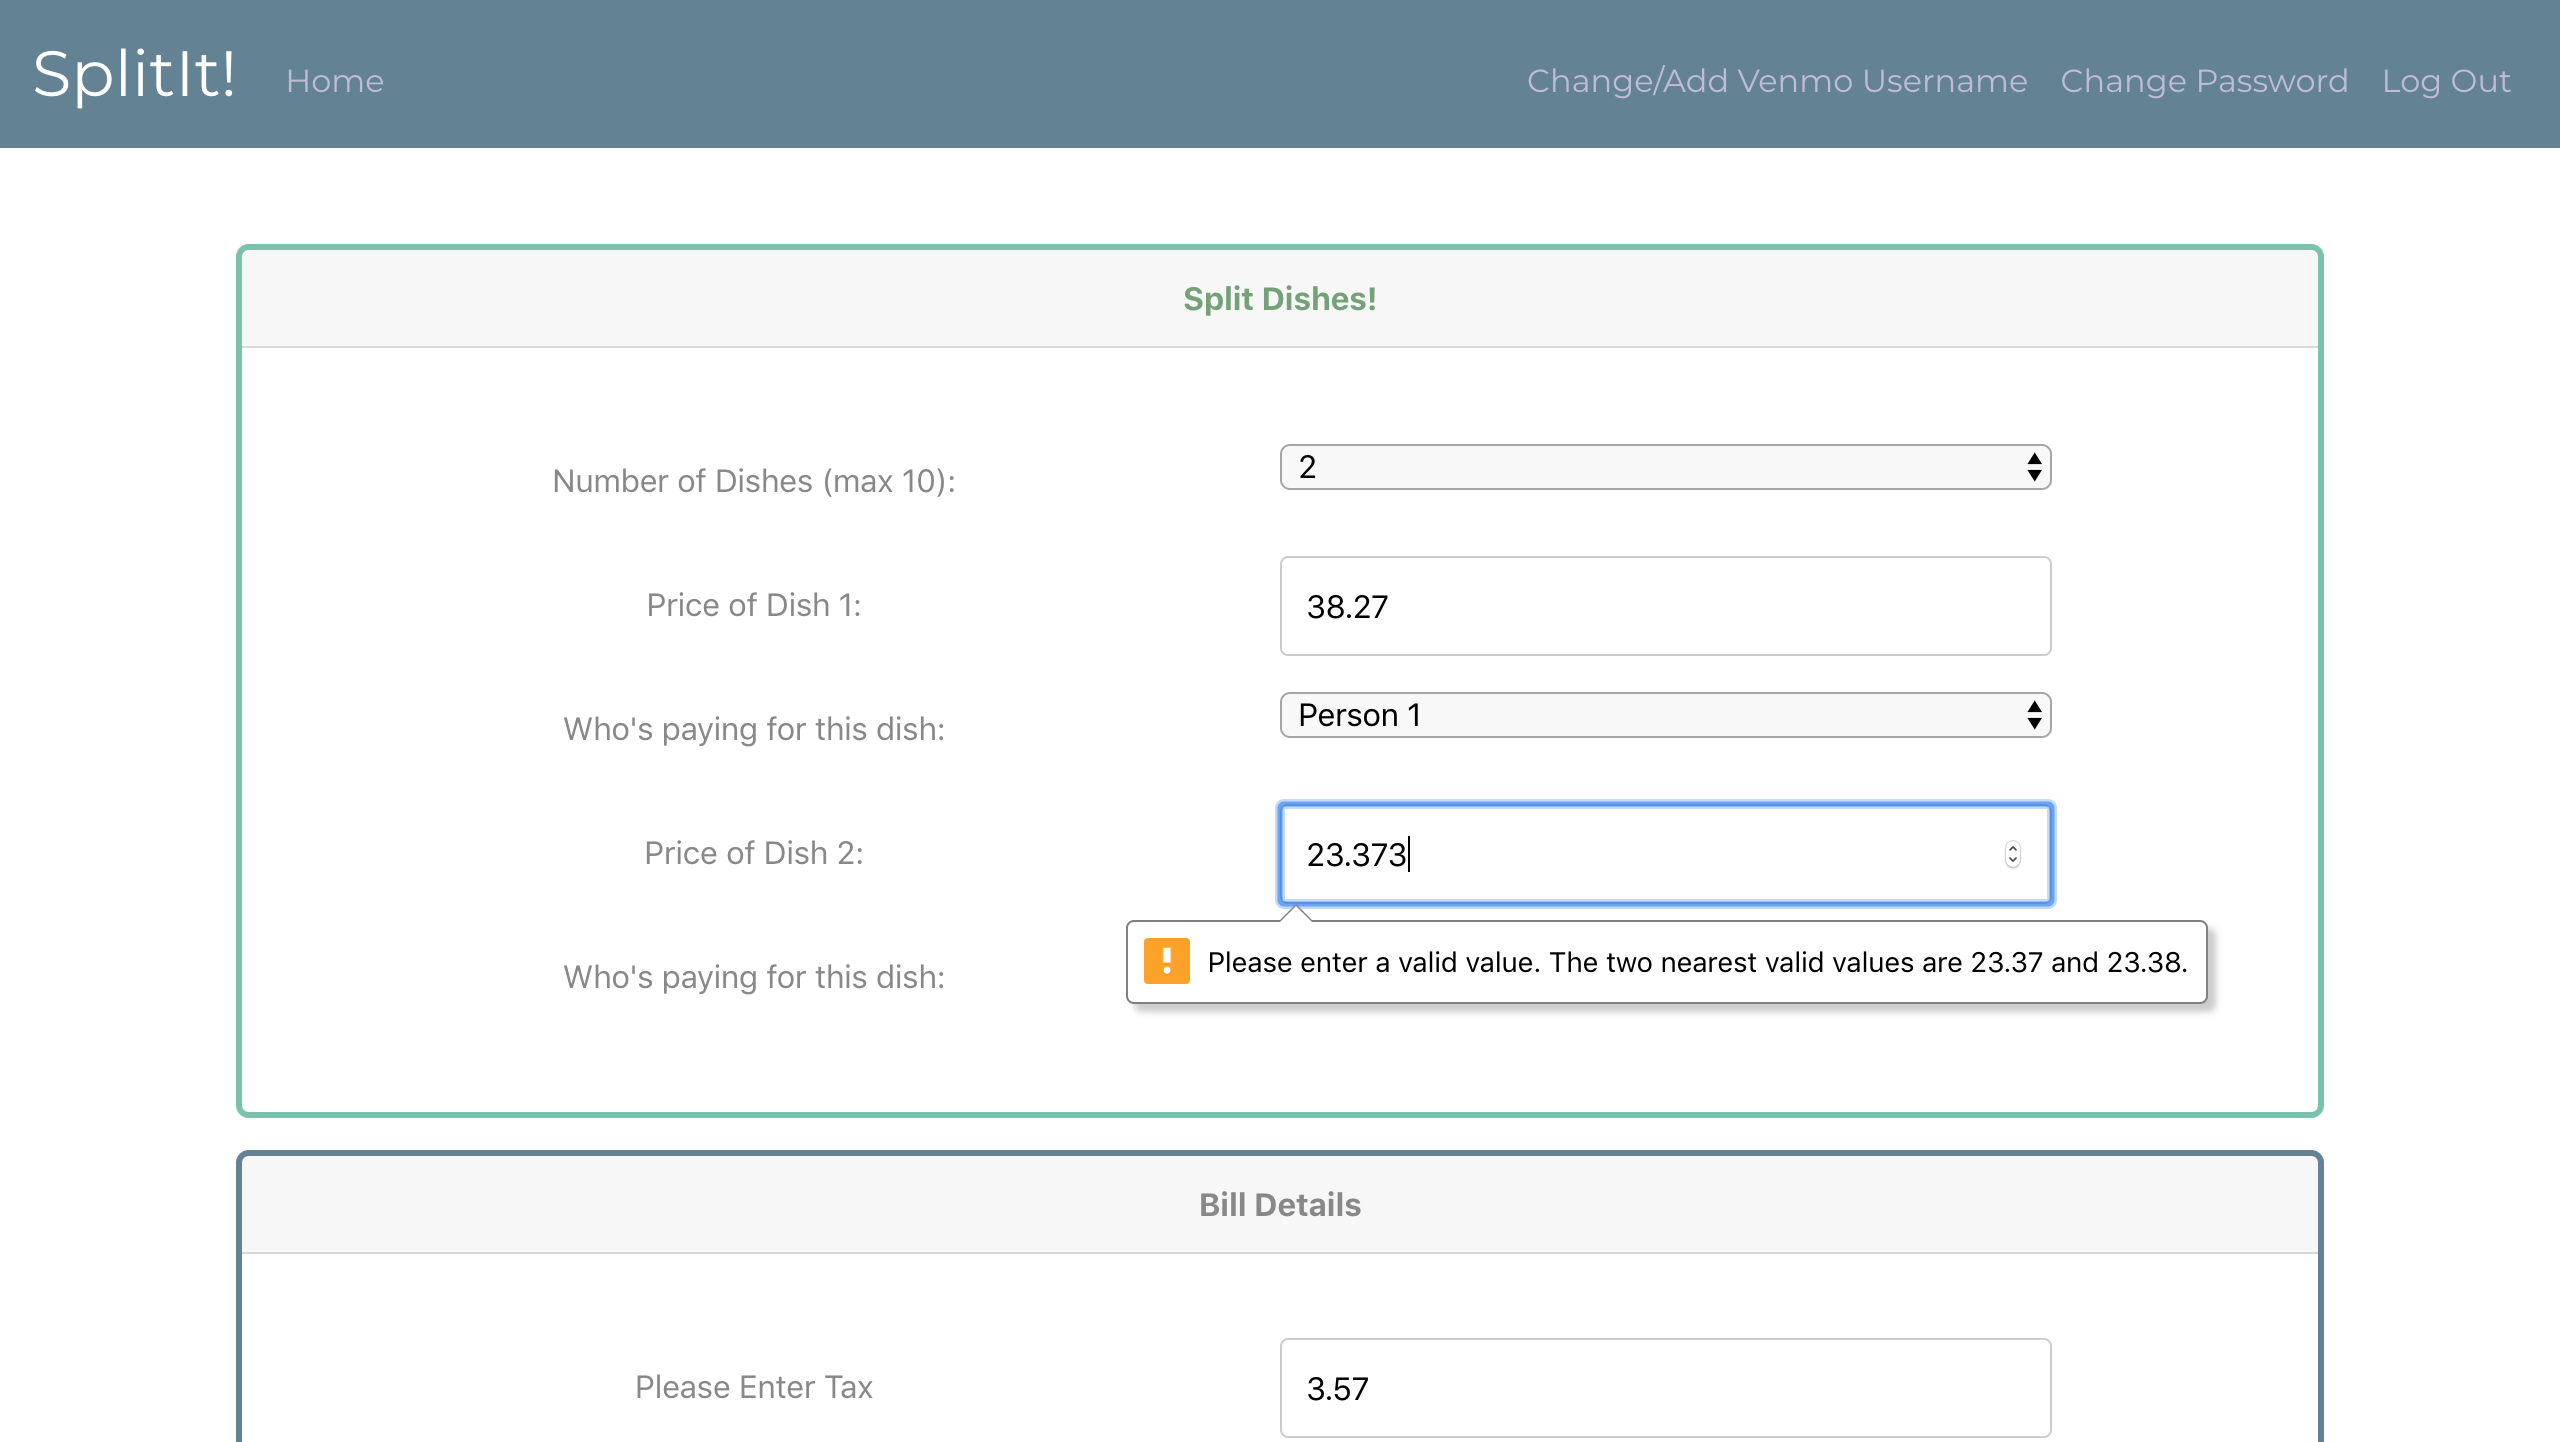 SplitIt! Home Change/Add Venmo Username Change Password Log Out
Split Dishes!
Number of Dishes (max 10): 2
Price of Dish 1: 38.27
Who's paying for this dish: Person 1
Price of Dish 2: 23.373
Who's paying for this dish:
Please enter a valid value. The two nearest valid values are 23.37 and 23.38.
Bill Details
Please Enter Tax 3.57